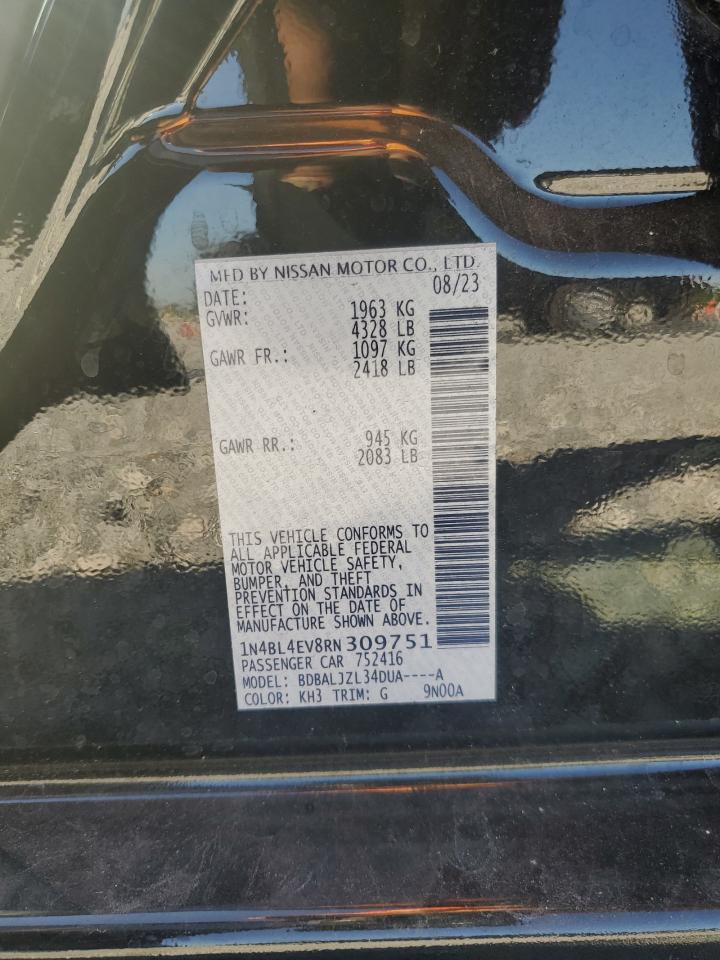 MFD BY NISSAN MOTOR CO., LTD.
DATE: 08/23
GVWR: 1963 KG
4328 LB
GAWR FR.: 1097 KG
2418 LB
GAWR RR.: 945 KG
2083 LB
THIS VEHICLE CONFORMS TO
ALL APPLICABLE FEDERAL
MOTOR VEHICLE SAFETY,
BUMPER, AND THEFT
PREVENTION STANDARDS IN
EFFECT ON THE DATE OF
MANUFACTURE SHOWN ABOVE.
1N4BL4EV8RN309751
PASSENGER CAR 752416
MODEL: BDBALJZL34DUA----A
COLOR: KH3 TRIM: G 9N00A